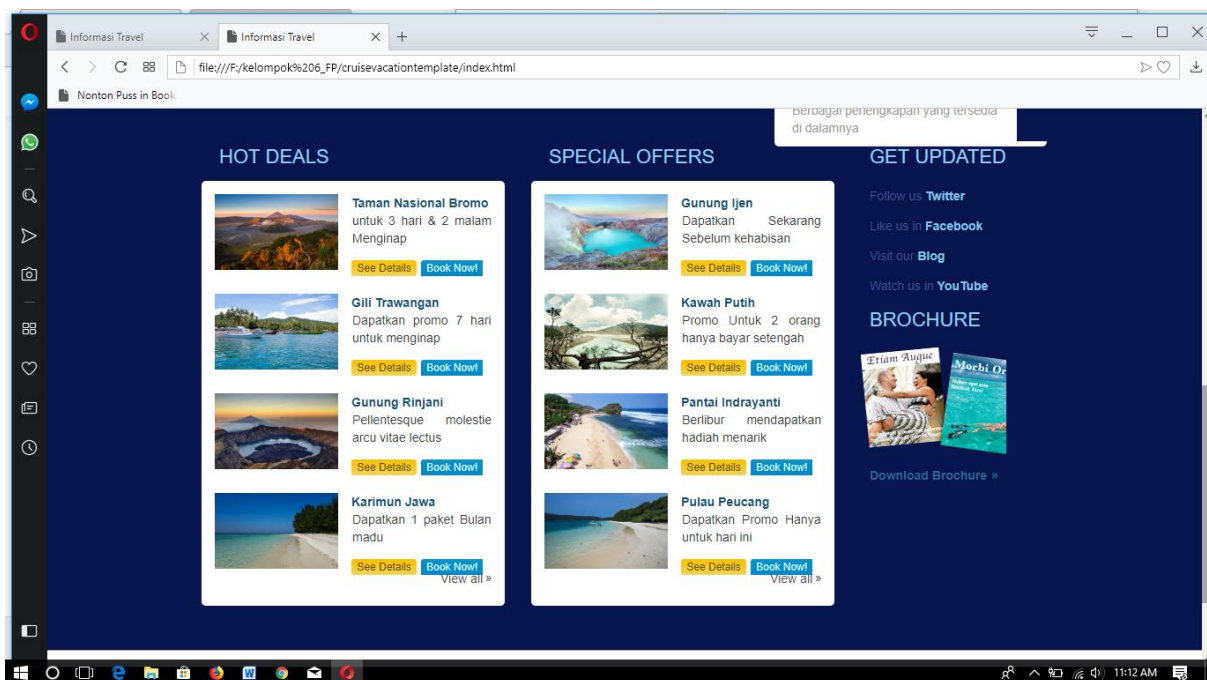 Informasi Travel
Informasi Travel
file:///F:/kelompok%206_FP/cruisevacationtemplate/index.html
Nonton Puss in Book
Berbagai perlengkapan yang tersedia
di dalamnya
HOT DEALS
Taman Nasional Bromo
untuk 3 hari & 2 malam
Menginap
See Details Book Now!
Gili Trawangan
Dapatkan promo 7 hari
untuk menginap
See Details Book Now!
Gunung Rinjani
Pellentesque molestie
arcu vitae lectus
See Details Book Now!
Karimun Jawa
Dapatkan 1 paket Bulan
madu
See Details Book Now!
View all »
SPECIAL OFFERS
Gunung Ijen
Dapatkan Sekarang
Sebelum kehabisan
See Details Book Now!
Kawah Putih
Promo Untuk 2 orang
hanya bayar setengah
See Details Book Now!
Pantai Indrayanti
Berlibur mendapatkan
hadiah menarik
See Details Book Now!
Pulau Peucang
Dapatkan Promo Hanya
untuk hari ini
See Details Book Now!
View all »
GET UPDATED
Follow us Twitter
Like us in Facebook
Visit our Blog
Watch us in YouTube
BROCHURE
Etiam Augue
Morbi Or
Download Brochure »
11:12 AM